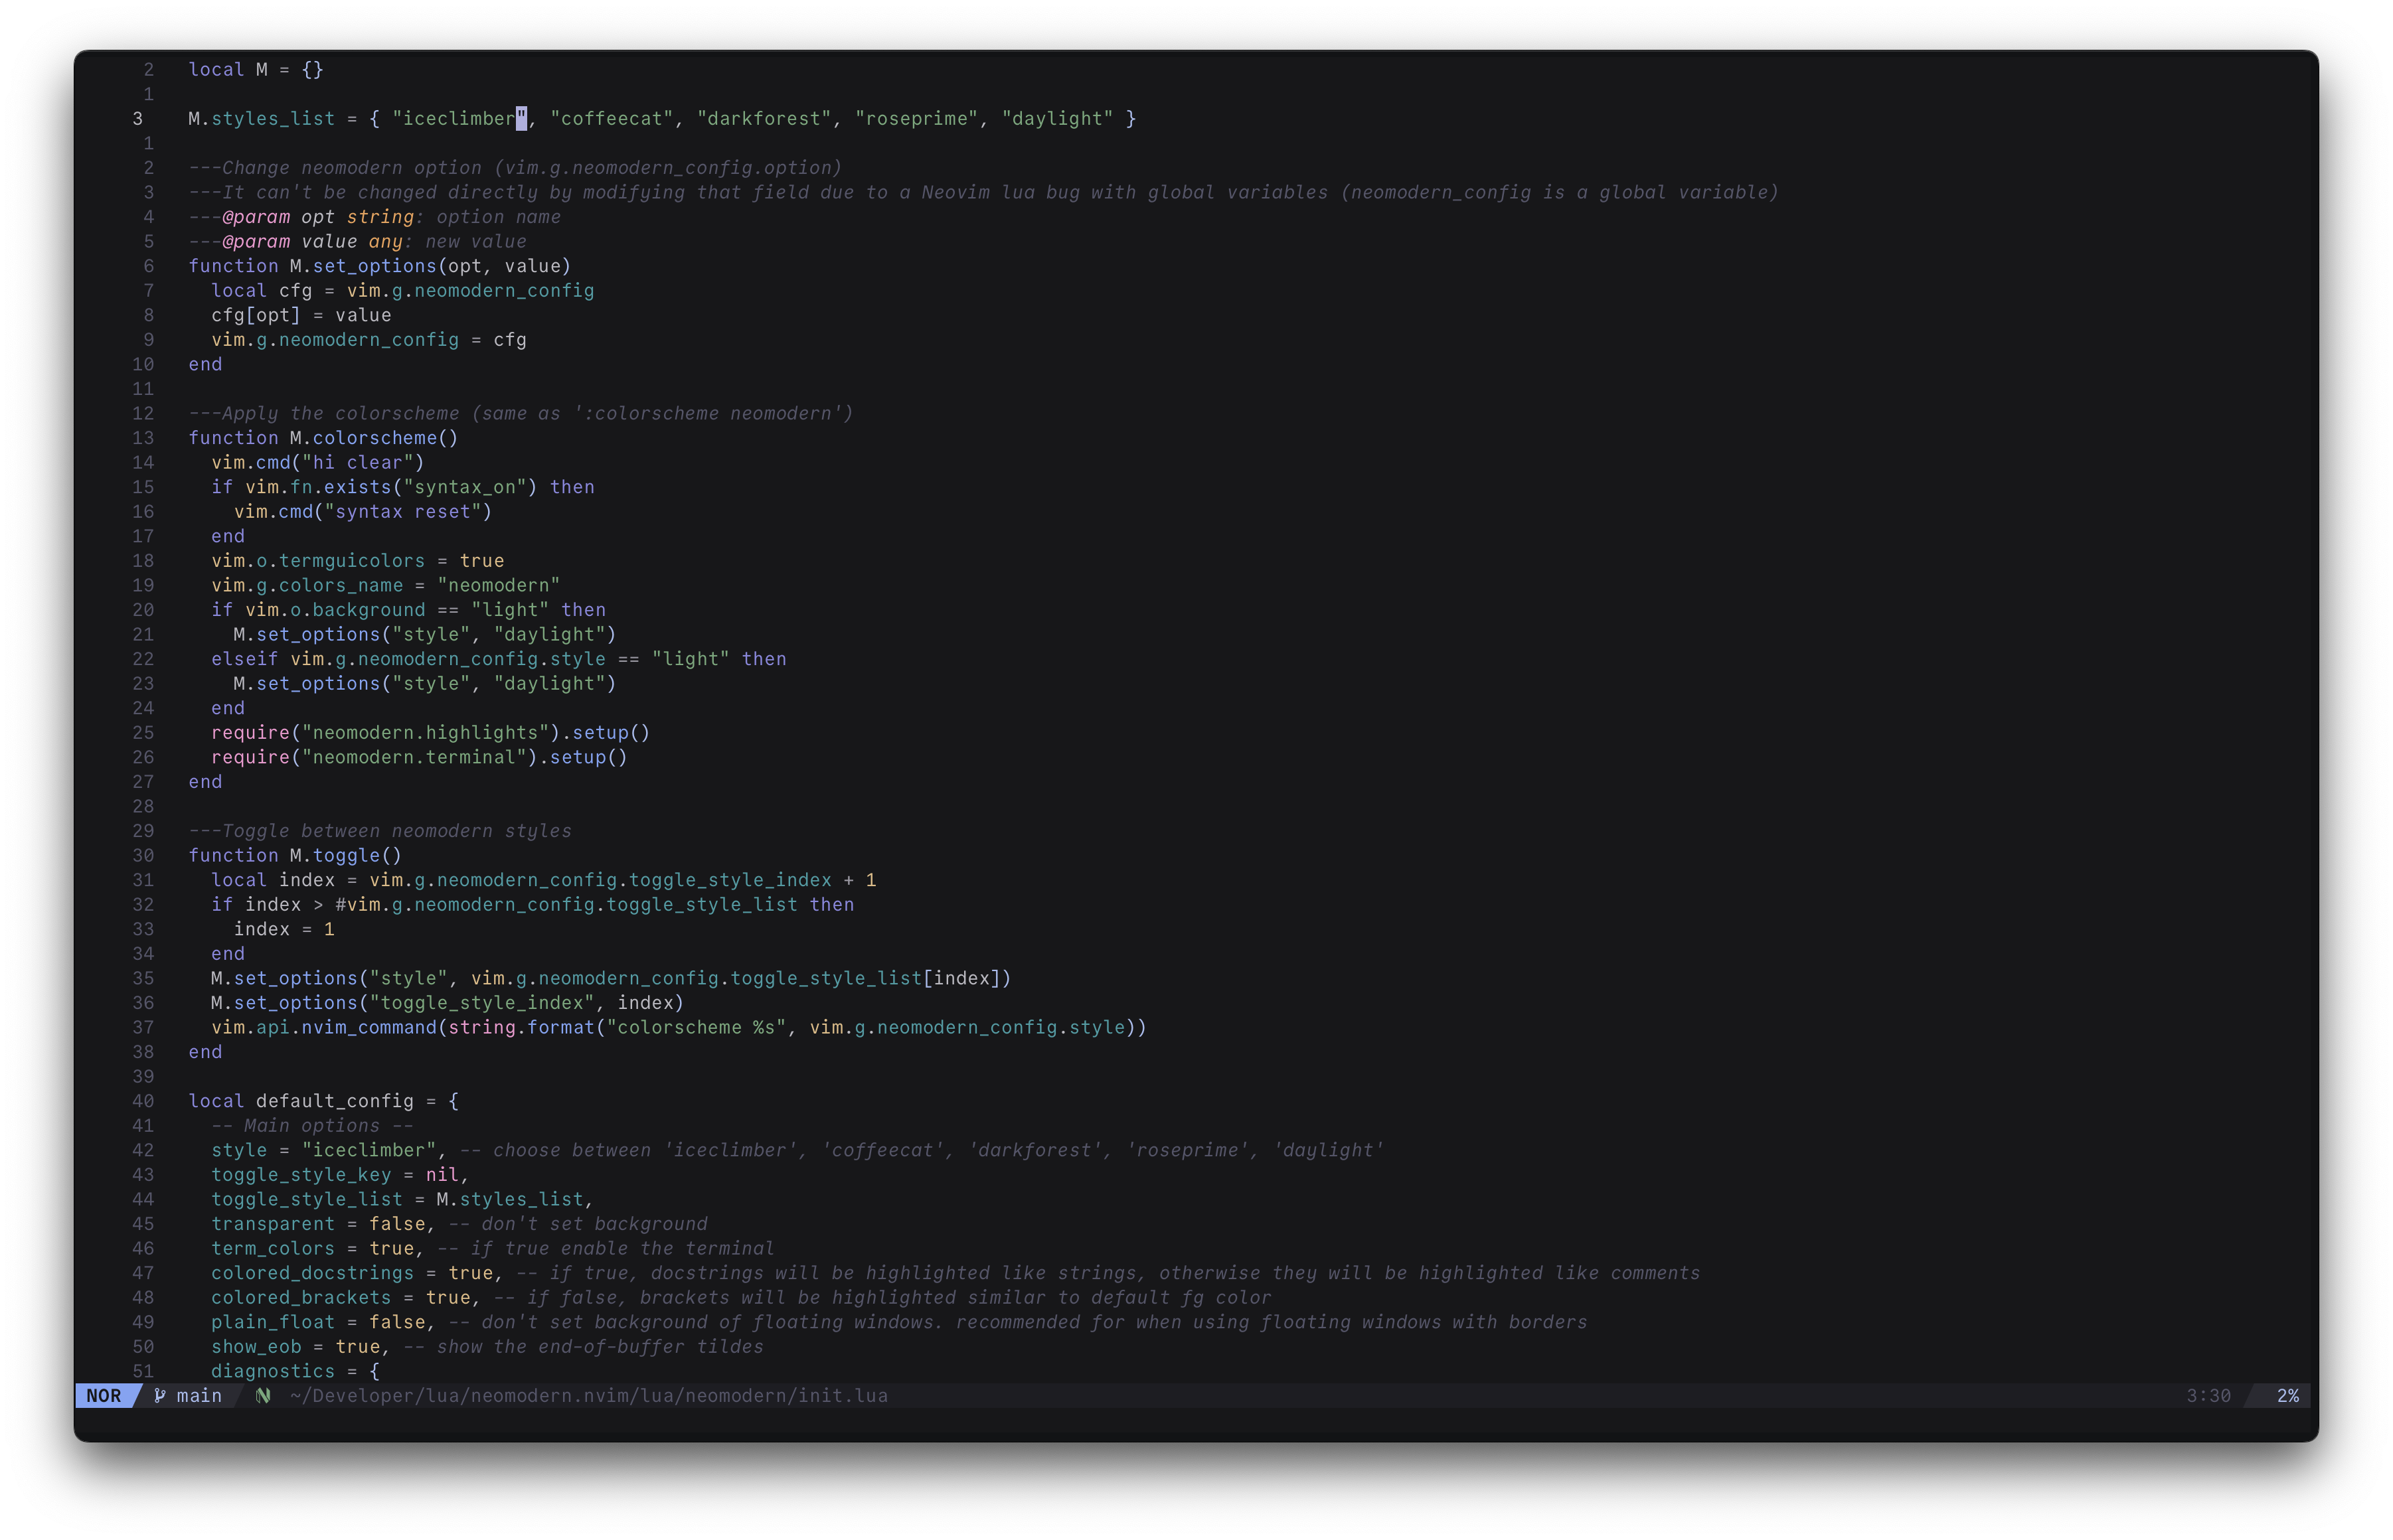 2 local M = {}
1
3 M.styles_list = { "iceclimber", "coffeecat", "darkforest", "roseprime", "daylight" }
1
2 ---Change neomodern option (vim.g.neomodern_config.option)
3 ---It can't be changed directly by modifying that field due to a Neovim lua bug with global variables (neomodern_config is a global variable)
4 ---@param opt string: option name
5 ---@param value any: new value
6 function M.set_options(opt, value)
7   local cfg = vim.g.neomodern_config
8   cfg[opt] = value
9   vim.g.neomodern_config = cfg
10 end
11
12 ---Apply the colorscheme (same as ':colorscheme neomodern')
13 function M.colorscheme()
14   vim.cmd("hi clear")
15   if vim.fn.exists("syntax_on") then
16     vim.cmd("syntax reset")
17   end
18   vim.o.termguicolors = true
19   vim.g.colors_name = "neomodern"
20   if vim.o.background == "light" then
21     M.set_options("style", "daylight")
22   elseif vim.g.neomodern_config.style == "light" then
23     M.set_options("style", "daylight")
24   end
25   require("neomodern.highlights").setup()
26   require("neomodern.terminal").setup()
27 end
28
29 ---Toggle between neomodern styles
30 function M.toggle()
31   local index = vim.g.neomodern_config.toggle_style_index + 1
32   if index > #vim.g.neomodern_config.toggle_style_list then
33     index = 1
34   end
35   M.set_options("style", vim.g.neomodern_config.toggle_style_list[index])
36   M.set_options("toggle_style_index", index)
37   vim.api.nvim_command(string.format("colorscheme %s", vim.g.neomodern_config.style))
38 end
39
40 local default_config = {
41   -- Main options --
42   style = "iceclimber", -- choose between 'iceclimber', 'coffeecat', 'darkforest', 'roseprime', 'daylight'
43   toggle_style_key = nil,
44   toggle_style_list = M.styles_list,
45   transparent = false, -- don't set background
46   term_colors = true, -- if true enable the terminal
47   colored_docstrings = true, -- if true, docstrings will be highlighted like strings, otherwise they will be highlighted like comments
48   colored_brackets = true, -- if false, brackets will be highlighted similar to default fg color
49   plain_float = false, -- don't set background of floating windows. recommended for when using floating windows with borders
50   show_eob = true, -- show the end-of-buffer tildes
51   diagnostics = {
NOR main ~/Developer/lua/neomodern.nvim/lua/neomodern/init.lua 3:30 2%